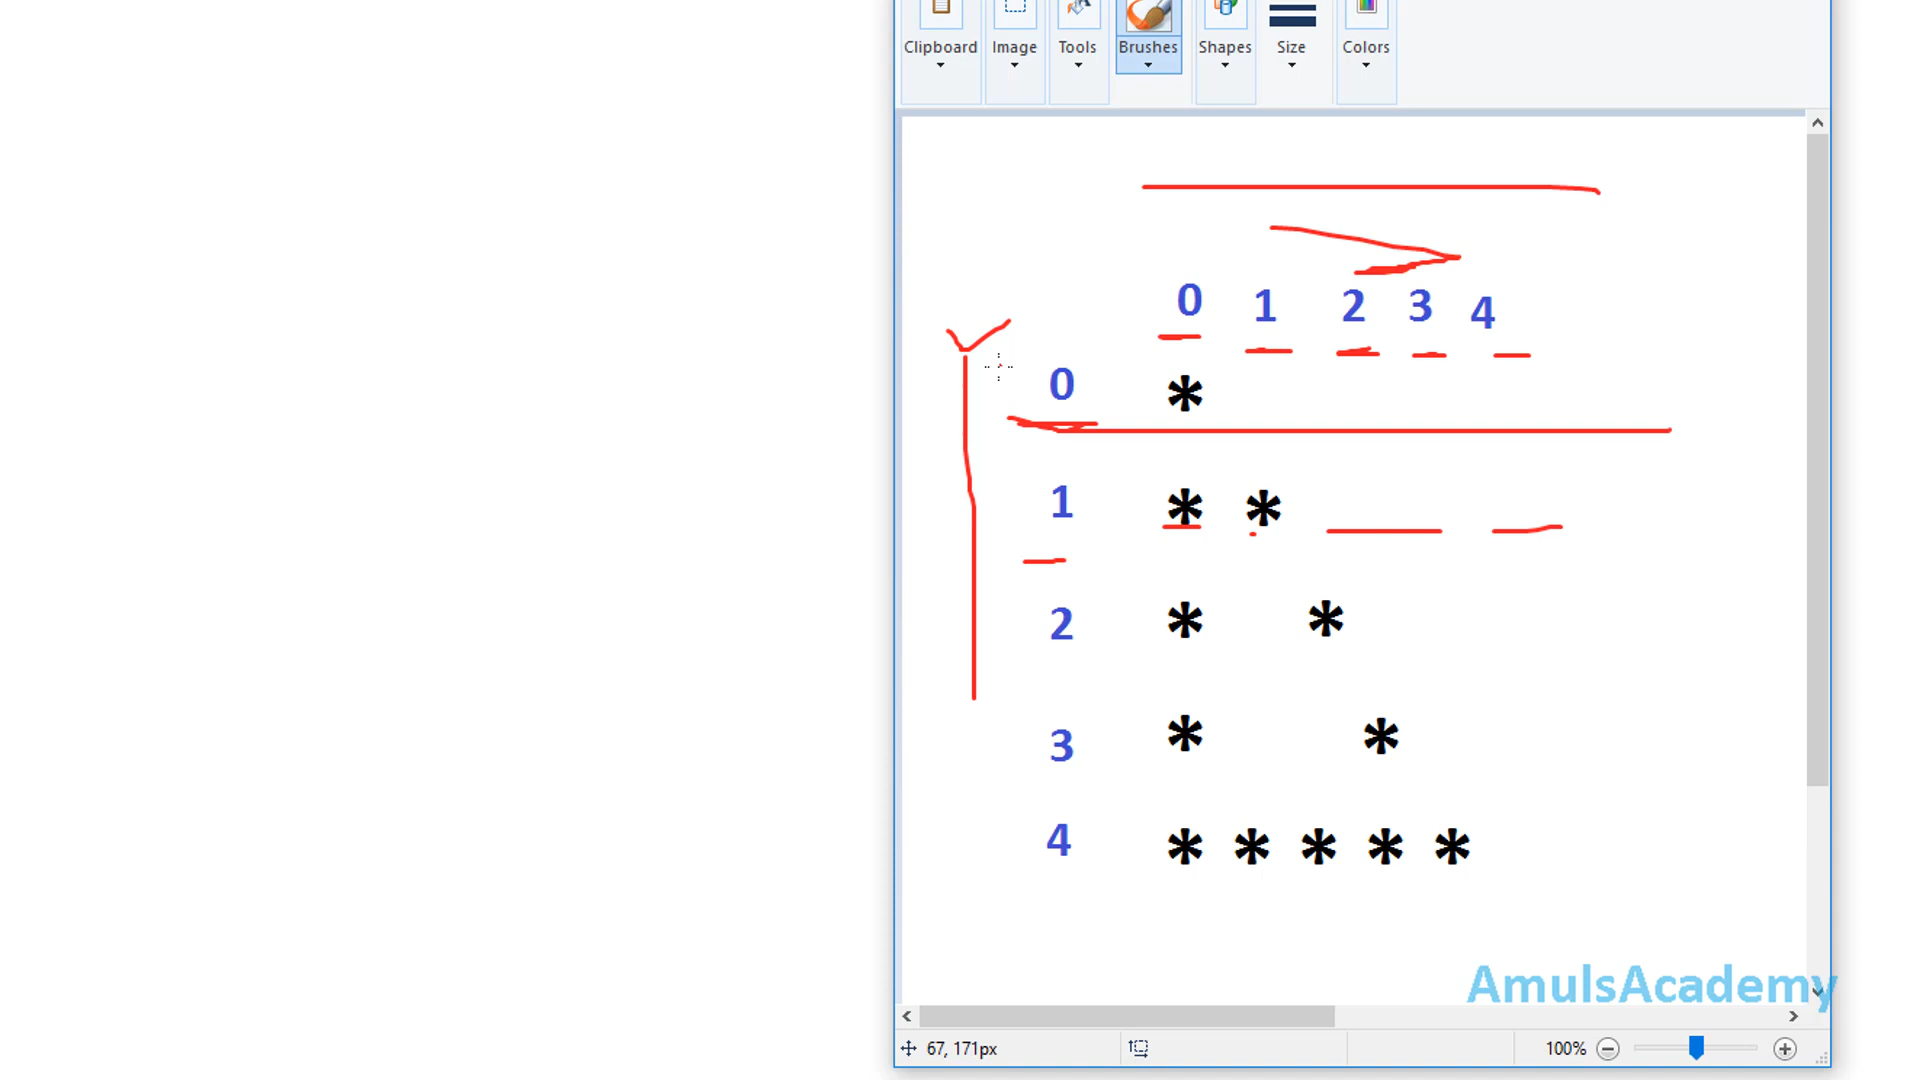 Clipboard Image Tools Brushes Shapes Size Colors
0 1 2 3 4
0 *
1 * *
2 * *
3 * *
4 * * * * *
AmulsAcademy
67, 171px 100%